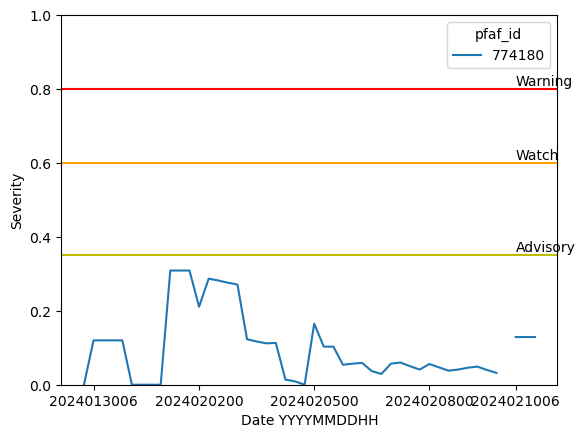 1.0
0.8
0.6
0.4
0.2
0.0
Severity
pfaf_id
774180
Warning
Watch
Advisory
2024013006
2024020200
2024020500
2024020800
2024021006
Date YYYYMMDDHH